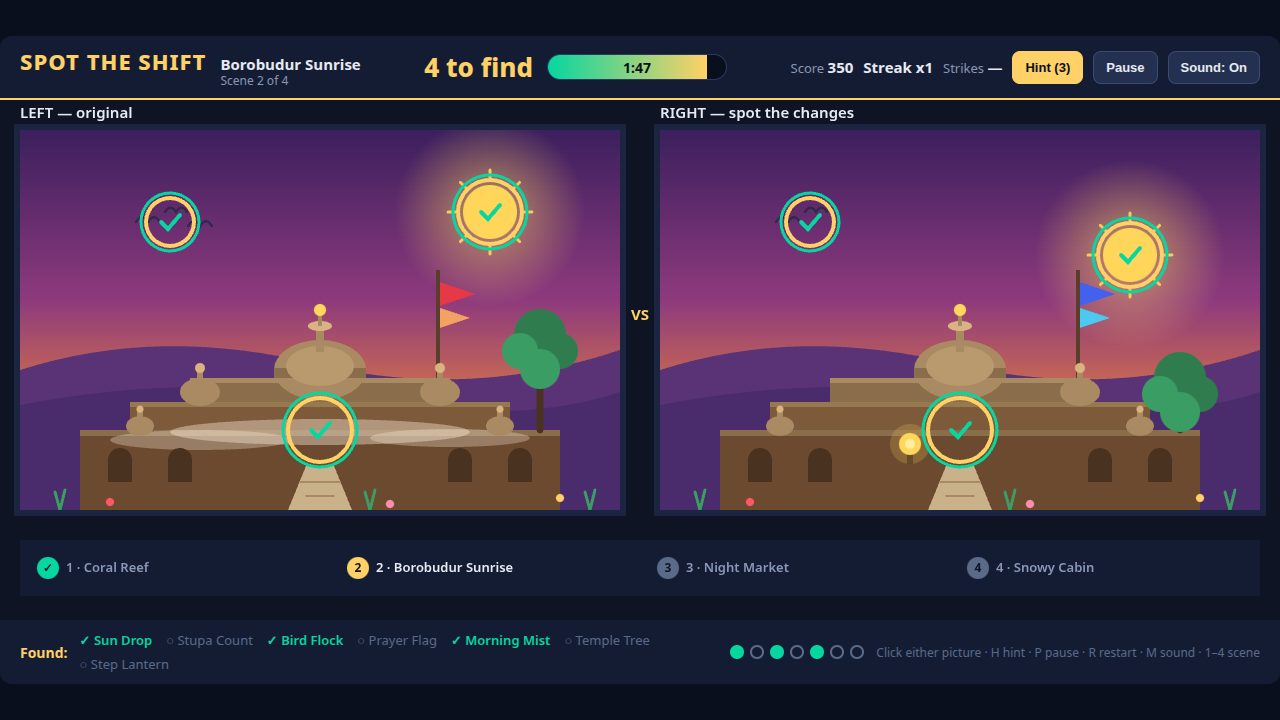 SPOT THE SHIFT
Borobudur Sunrise
Scene 2 of 4
4 to find
1:47
Score 350 Streak x1 Strikes —
Hint (3)
Pause
Sound: On
LEFT — original
RIGHT — spot the changes
VS
✓ 1 · Coral Reef
2 2 · Borobudur Sunrise
3 3 · Night Market
4 4 · Snowy Cabin
Found:
✓ Sun Drop ○ Stupa Count ✓ Bird Flock ○ Prayer Flag ✓ Morning Mist ○ Temple Tree
○ Step Lantern
Click either picture · H hint · P pause · R restart · M sound · 1–4 scene